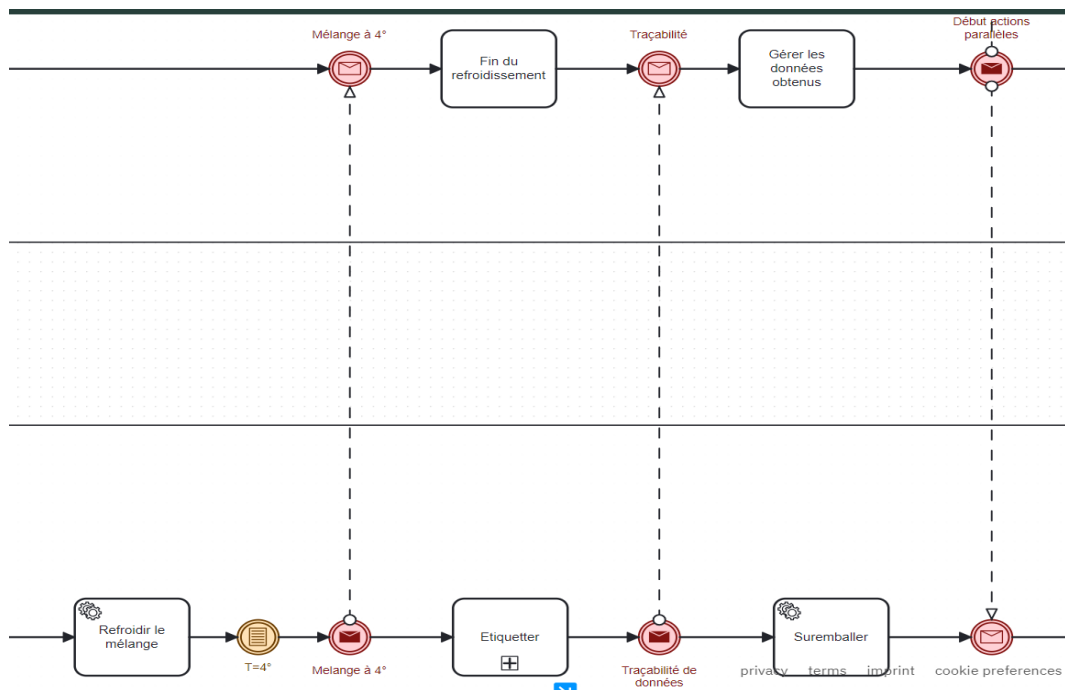 Mélange à 4°
Traçabilité
Début actions
parallèles
Fin du
refroidissement
Gérer les
données
obtenus
Refroidir le
mélange
T=4°
Melange à 4°
Etiquetter
Traçabilité de
données
Suremballer
privacy terms imprint cookie preferences